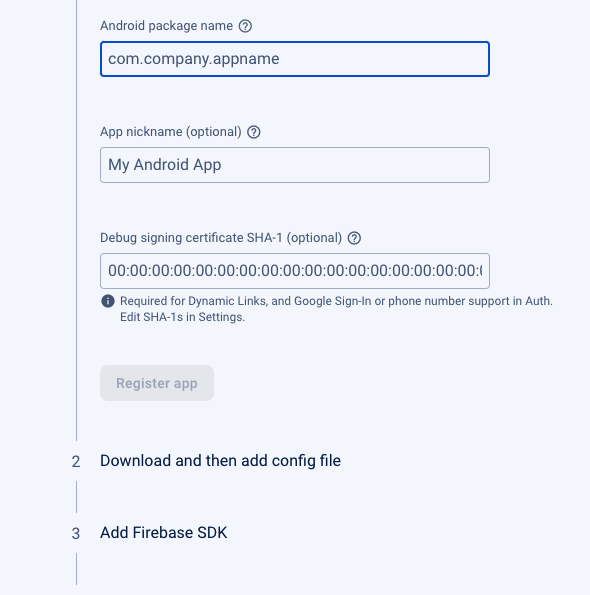 Android package name
com.company.appname
App nickname (optional)
My Android App
Debug signing certificate SHA-1 (optional)
00:00:00:00:00:00:00:00:00:00:00:00:00:00:00:00:00:
Required for Dynamic Links, and Google Sign-In or phone number support in Auth.
Edit SHA-1s in Settings.
Register app
2 Download and then add config file
3 Add Firebase SDK